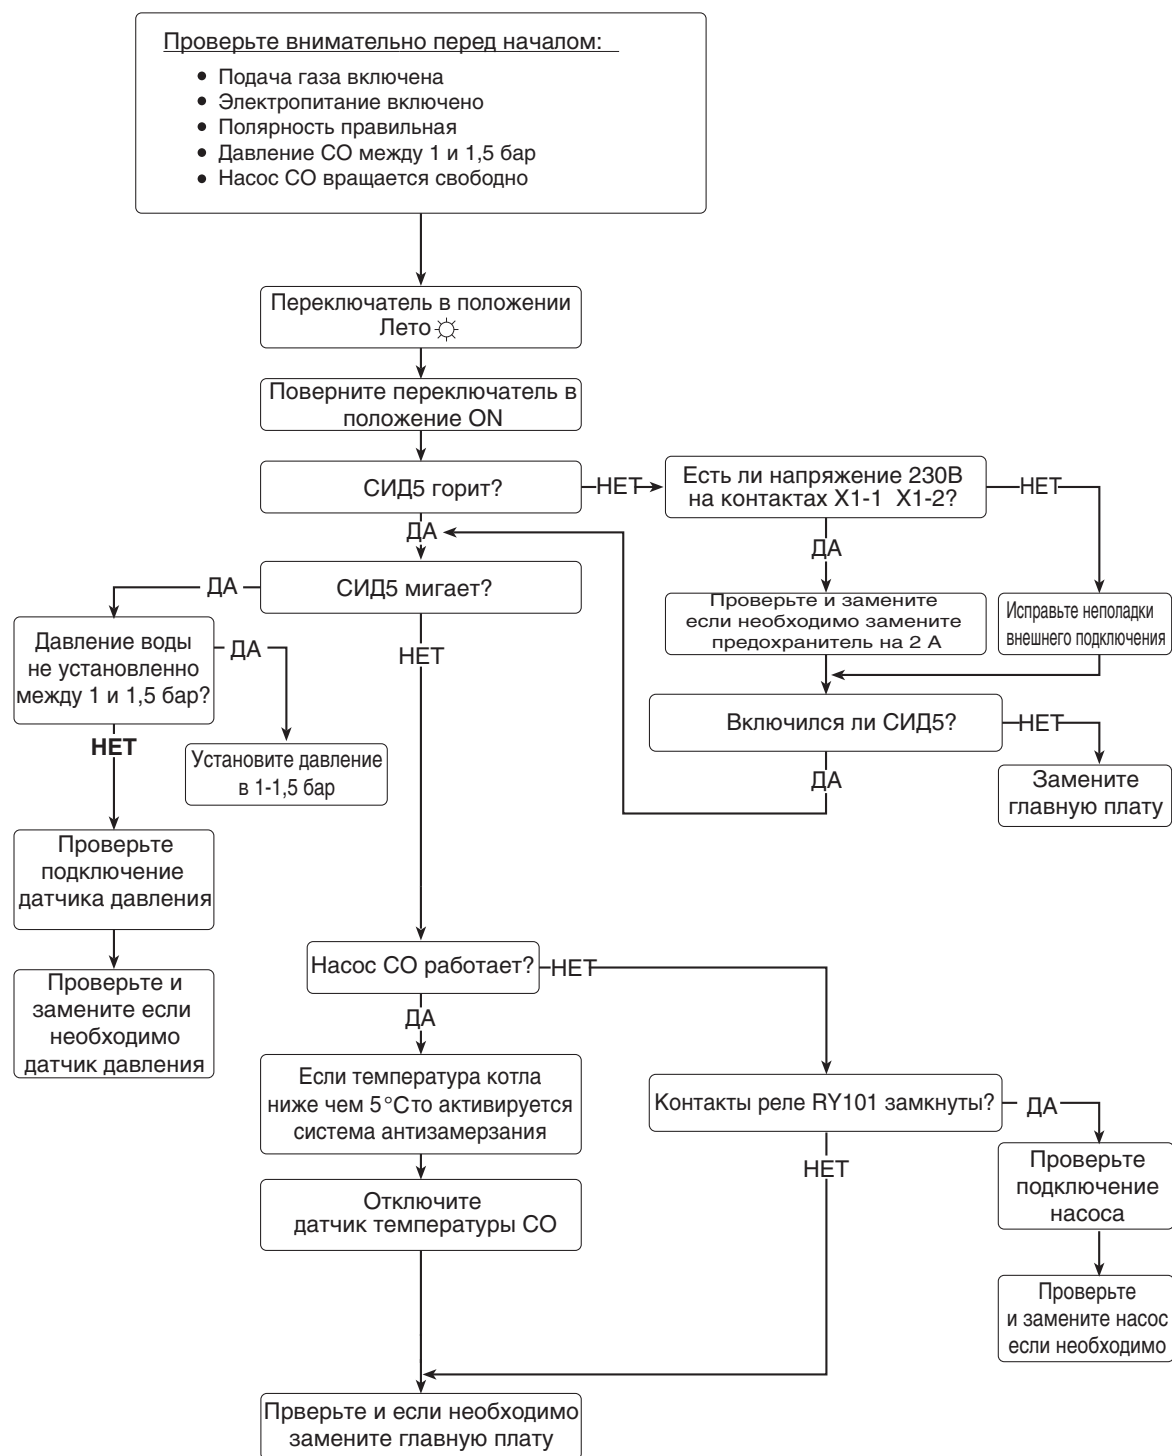 Проверьте внимательно перед началом:
• Подача газа включена
• Электропитание включено
• Полярность правильная
• Давление СО между 1 и 1,5 бар
• Насос СО вращается свободно
Переключатель в положении
Лето
Поверните переключатель в
положение ON
СИД5 горит?
НЕТ
Есть ли напряжение 230В
на контактах X1-1 X1-2?
НЕТ
ДА
ДА
Проверьте и замените
если необходимо замените
предохранитель на 2 А
Исправьте неполадки
внешнего подключения
СИД5 мигает?
ДА
НЕТ
Давление воды
не установленно
между 1 и 1,5 бар?
ДА
НЕТ
Установите давление
в 1-1,5 бар
Включился ли СИД5?
НЕТ
ДА
Замените
главную плату
Проверьте
подключение
датчика давления
Проверьте и
замените если
необходимо
датчик давления
Насос СО работает?
НЕТ
ДА
Если температура котла
ниже чем 5°Сто активируется
система антизамерзания
Отключите
датчик температуры СО
Контакты реле RY101 замкнуты?
ДА
НЕТ
Проверьте
подключение
насоса
Проверьте
и замените насос
если необходимо
Прверьте и если необходимо
замените главную плату